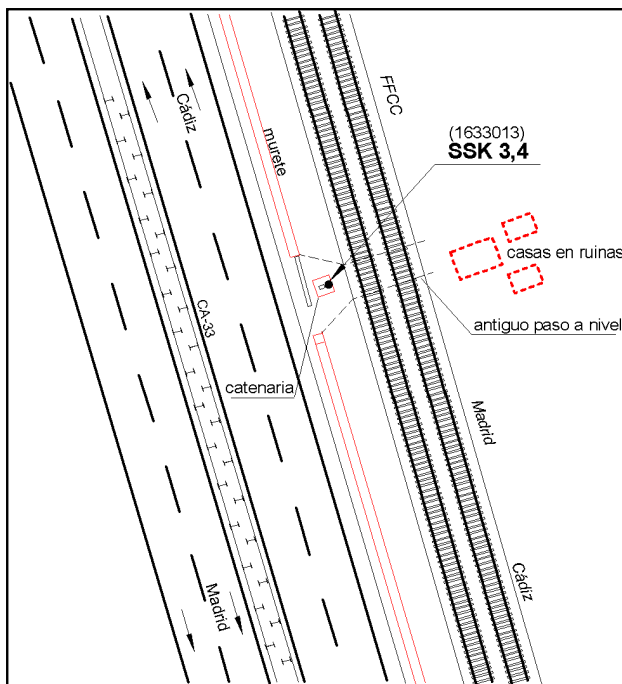 FFCC
Cádiz
murete
(1633013)
SSK 3,4
casas en ruinas
CA-33
antiguo paso a nivel
catenaria
Madrid
Cádiz
Madrid